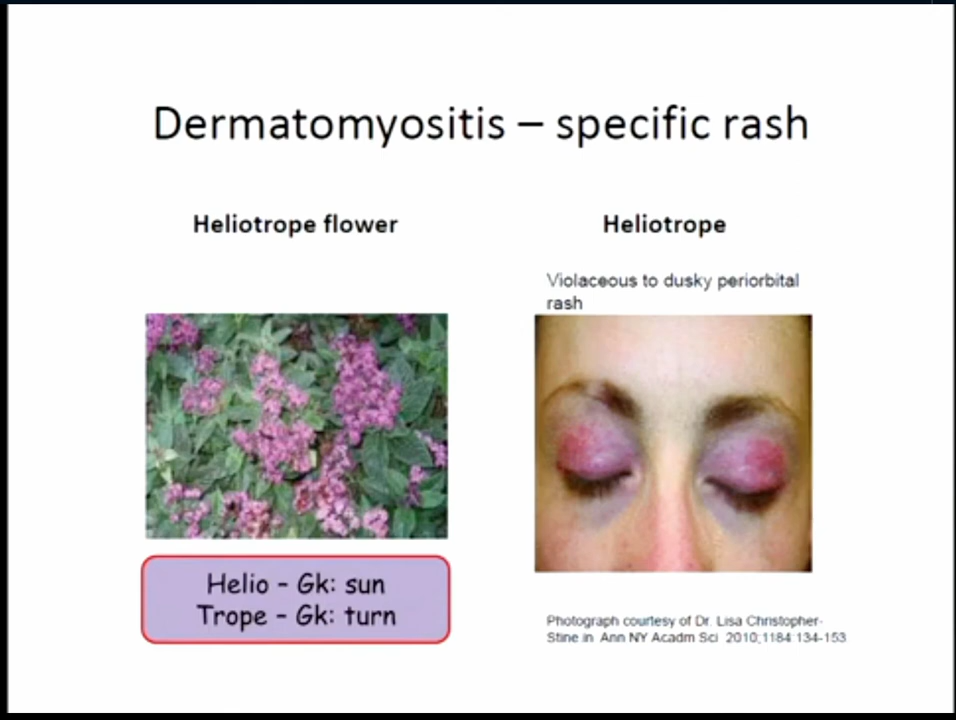 Dermatomyositis – specific rash
Heliotrope flower
Heliotrope
Violaceous to dusky periorbital
rash
Helio – Gk: sun
Trope – Gk: turn
Photograph courtesy of Dr. Lisa Christopher-
Stine in Ann NY Acadm Sci 2010;1184:134-153